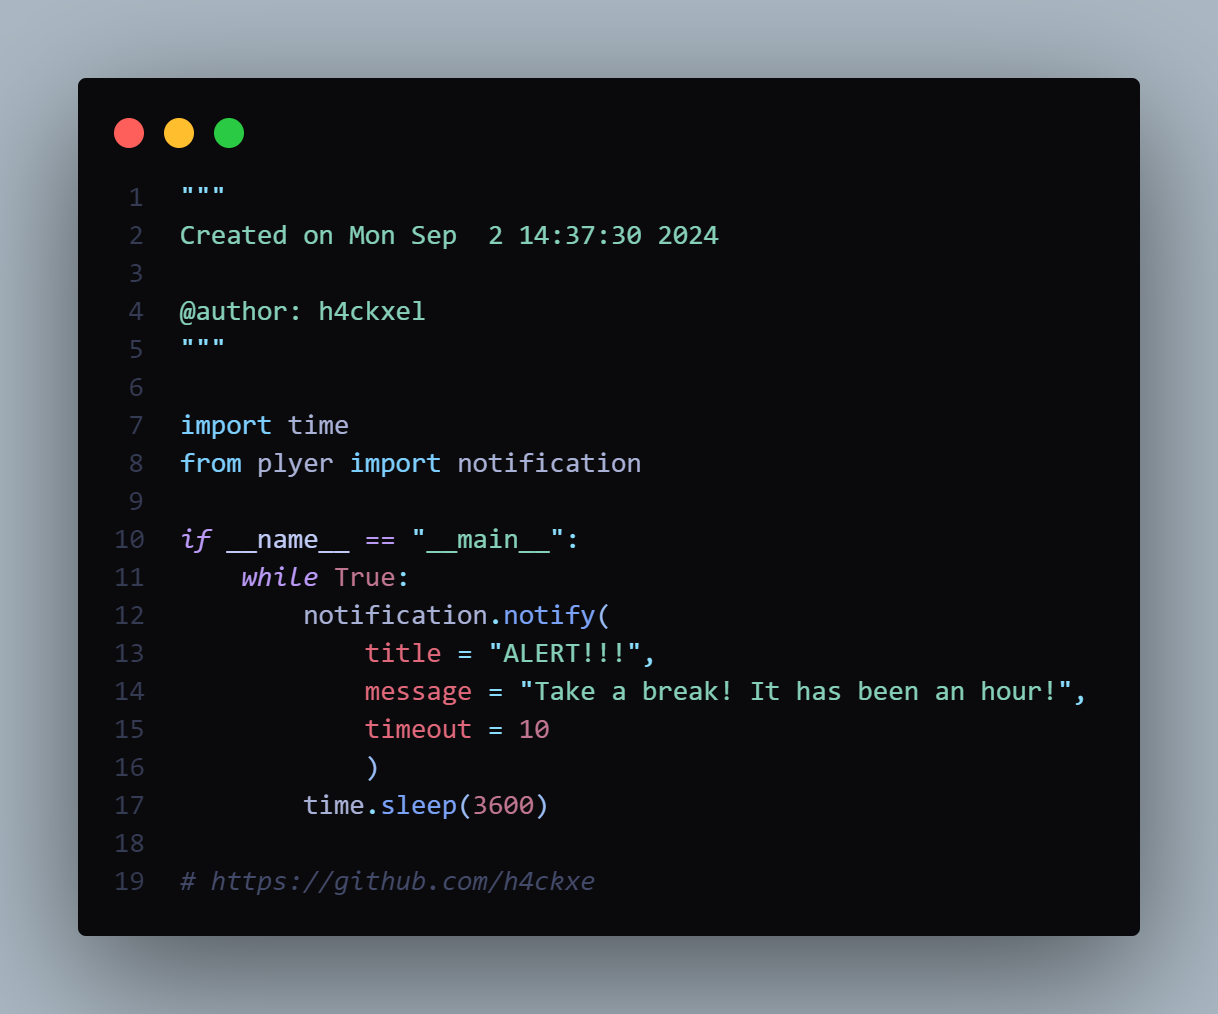 1 """
2 Created on Mon Sep  2 14:37:30 2024
3
4 @author: h4ckxel
5 """
6
7 import time
8 from plyer import notification
9
10 if __name__ == "__main__":
11     while True:
12         notification.notify(
13             title = "ALERT!!!",
14             message = "Take a break! It has been an hour!",
15             timeout = 10
16             )
17         time.sleep(3600)
18
19 # https://github.com/h4ckxe